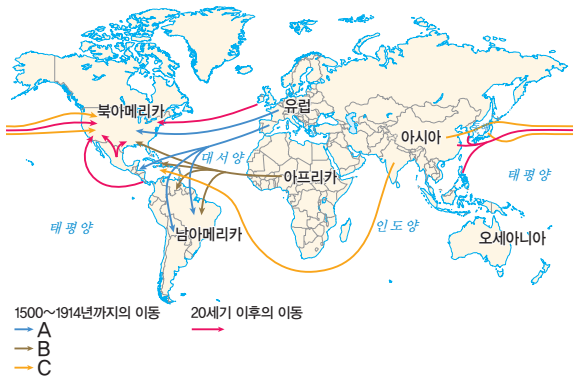 북아메리카
유럽
아시아
대서양
아프리카
태평양
태평양
남아메리카
인도양
오세아니아
1500~1914년까지의 이동
20세기 이후의 이동
A
B
C